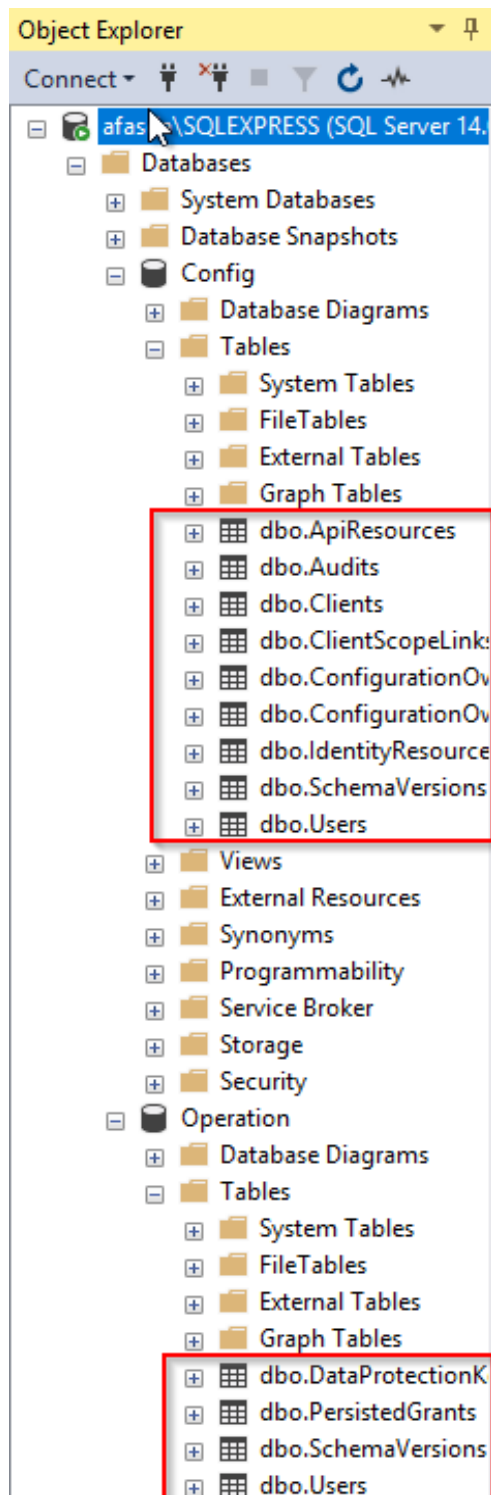 Object Explorer
Connect
afas \SQLEXPRESS (SQL Server 14.
Databases
System Databases
Database Snapshots
Config
Database Diagrams
Tables
System Tables
FileTables
External Tables
Graph Tables
dbo.ApiResources
dbo.Audits
dbo.Clients
dbo.ClientScopeLink
dbo.ConfigurationOv
dbo.ConfigurationOv
dbo.IdentityResource
dbo.SchemaVersions
dbo.Users
Views
External Resources
Synonyms
Programmability
Service Broker
Storage
Security
Operation
Database Diagrams
Tables
System Tables
FileTables
External Tables
Graph Tables
dbo.DataProtectionK
dbo.PersistedGrants
dbo.SchemaVersions
dbo.Users